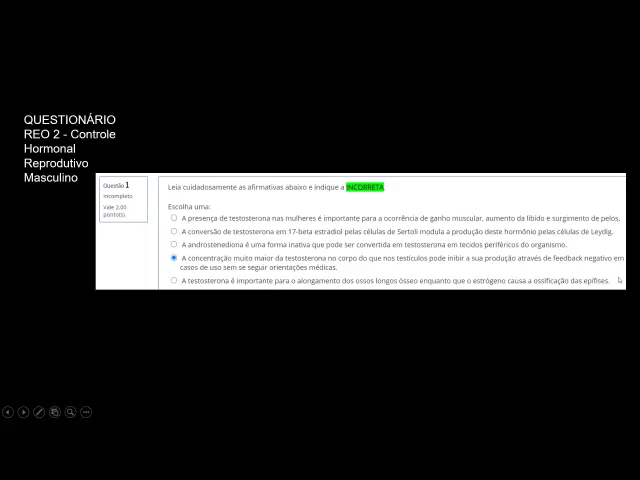 QUESTIONÁRIO
REO 2 - Controle
Hormonal
Reprodutivo
Masculino
Questão 1
Incompleto
Vale 2,00
ponto(s).
Leia cuidadosamente as afirmativas abaixo e indique a INCORRETA
Escolha uma:
A presença de testosterona nas mulheres é importante para a ocorrência de ganho muscular, aumento da libido e surgimento de pelos.
A conversão de testosterona em 17-beta estradiol pelas células de Sertoli modula a produção deste hormônio pelas células de Leydig.
A androstenediona é uma forma inativa que pode ser convertida em testosterona em tecidos periféricos do organismo.
A concentração muito maior da testosterona no corpo do que nos testículos pode inibir a sua produção através de feedback negativo em
casos de uso sem se seguir orientações médicas.
A testosterona é importante para o alongamento dos ossos longos ósseo enquanto que o estrógeno causa a ossificação das epífises.